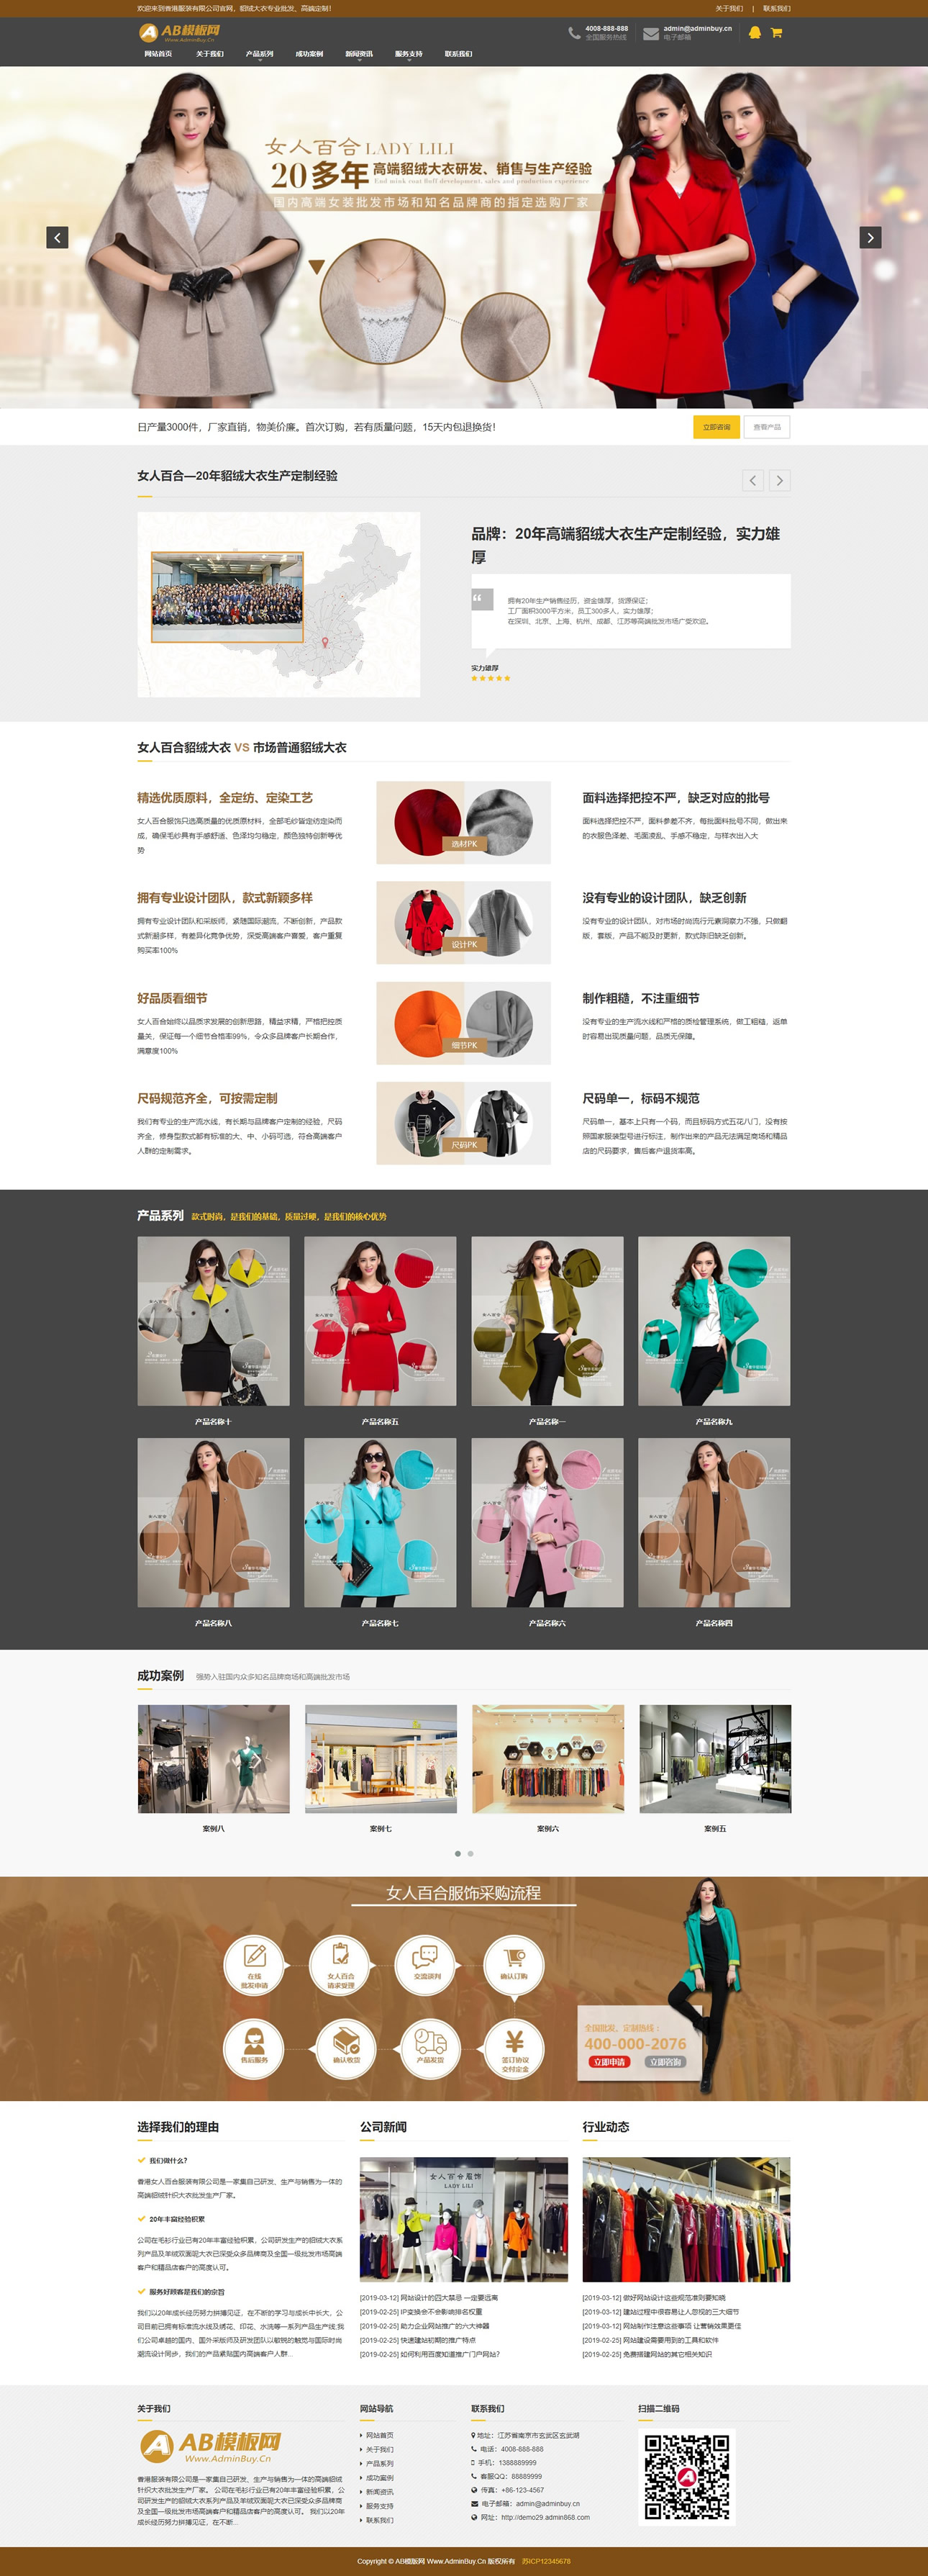 欢迎来到香港服装有限公司官网，貂绒大衣专业批发、高端定制！
关于我们 | 联系我们
AB模板网
Www.AdminBuy.Cn
4008-888-888
全国服务热线
admin@adminbuy.cn
电子邮箱
网站首页 关于我们 产品系列 成功案例 新闻资讯 服务支持 联系我们
女人百合 LADY LILI
20多年 高端貂绒大衣研发、销售与生产经验
国内高端女装批发市场和知名品牌商的指定选购厂家
日产量3000件，厂家直销，物美价廉。首次订购，若有质量问题，15天内包退换货！
立即咨询 查看产品
女人百合—20年貂绒大衣生产定制经验
品牌：20年高端貂绒大衣生产定制经验，实力雄
厚
拥有20年生产销售经历，资金雄厚，货源保证；
工厂面积3000平方米，员工300多人，实力雄厚；
在深圳、北京、上海、杭州、成都、江苏等高端批发市场广受欢迎。
实力雄厚
女人百合貂绒大衣 VS 市场普通貂绒大衣
精选优质原料，全定纺、定染工艺
女人百合服饰只选高质量的优质原材料，全部毛纱皆定纺定染而
成，确保毛纱具有手感舒适、色泽均匀稳定，颜色独特创新等优
势
选材PK
面料选择把控不严，缺乏对应的批号
面料选择把控不严，面料参差不齐，每批面料批号不同，做出来
的衣服色泽差、毛面凌乱、手感不稳定，与样衣出入大
拥有专业设计团队，款式新颖多样
拥有专业设计团队和采版师，紧随国际潮流，不断创新，产品款
式新潮多样，有差异化竞争优势，深受高端客户喜爱，客户重复
购买率100%
设计PK
没有专业的设计团队，缺乏创新
没有专业的设计团队，对市场时尚流行元素洞察力不强，只做翻
版，套版，产品不能及时更新，款式陈旧缺乏创新。
好品质看细节
女人百合始终以品质求发展的创新思路，精益求精，严格把控质
量关，保证每一个细节合格率99%，令众多品牌客户长期合作，
满意度100%
细节PK
制作粗糙，不注重细节
没有专业的生产流水线和严格的质检管理系统，做工粗糙，返单
时容易出现质量问题，品质无保障。
尺码规范齐全，可按需定制
我们有专业的生产流水线，有长期与品牌客户定制的经验，尺码
齐全，修身型款式都有标准的大、中、小码可选，符合高端客户
人群的定制需求。
尺码PK
尺码单一，标码不规范
尺码单一，基本上只有一个码，而且标码方式五花八门，没有按
照国家服装型号进行标注，制作出来的产品无法满足商场和精品
店的尺码要求，售后客户退货率高。
产品系列 款式时尚，是我们的基础，质量过硬，是我们的核心优势
产品名称十 产品名称五 产品名称一 产品名称九
产品名称八 产品名称七 产品名称六 产品名称四
成功案例 强势入驻国内众多知名品牌商场和高端批发市场
案例八 案例七 案例六 案例五
女人百合服饰采购流程
在线
批发申请
女人百合
请求受理
交流谈判
确认订购
售后服务
确认收货
产品发货
签订协议
交付定金
全国批发、定制热线：
400-000-2076
立即申请 立即咨询
选择我们的理由
我们做什么？
香港女人百合服装有限公司是一家集自己研发、生产与销售为一体的
高端貂绒针织大衣批发生产厂家。
20年丰富经验积累
公司在毛衫行业已有20年丰富经验积累，公司研发生产的貂绒大衣系
列产品及羊绒双面呢大衣已深受众多品牌商及全国一级批发市场高端
客户和精品店客户的高度认可。
服务好顾客是我们的宗旨
我们以20年成长经历努力拼搏见证，在不断的学习与成长中长大，公
司目前已拥有标准流水线及绣花、印花、水洗等一系列产品生产线.我
们公司卓越的国内、国外采版师及研发团队以敏锐的触觉与国际时尚
潮流设计同步，我们的产品紧贴国内高端客户人群...
公司新闻
女人百合服饰
LADY LILI
[2019-03-12] 网站设计的四大禁忌 一定要远离
[2019-02-25] IP变换会不会影响排名权重
[2019-02-25] 助力企业网站推广的六大神器
[2019-02-25] 快速建站初期的推广特点
[2019-02-25] 如何利用百度知道推广门户网站?
行业动态
[2019-03-12] 做好网站设计这些规范准则要知晓
[2019-03-12] 建站过程中很容易让人忽视的三大细节
[2019-03-12] 网站制作注意这些事项 让营销效果更佳
[2019-02-25] 网站建设需要用到的工具和软件
[2019-02-25] 免费搭建网站的其它相关知识
关于我们
AB模板网
Www.AdminBuy.Cn
香港服装有限公司是一家集自己研发、生产与销售为一体的高端貂绒
针织大衣批发生产厂家。 公司在毛衫行业已有20年丰富经验积累，公
司研发生产的貂绒大衣系列产品及羊绒双面呢大衣已深受众多品牌商
及全国一级批发市场高端客户和精品店客户的高度认可。 我们以20年
成长经历努力拼搏见证，在不断...
网站导航
网站首页
关于我们
产品系列
成功案例
新闻资讯
服务支持
联系我们
联系我们
地址：江苏省南京市玄武区玄武湖
电话：4008-888-888
手机：1388889999
客服QQ：88889999
传真：+86-123-4567
电子邮箱：admin@adminbuy.cn
网址：http://demo29.admin868.com
扫描二维码
Copyright © AB模版网 Www.AdminBuy.Cn 版权所有 苏ICP12345678